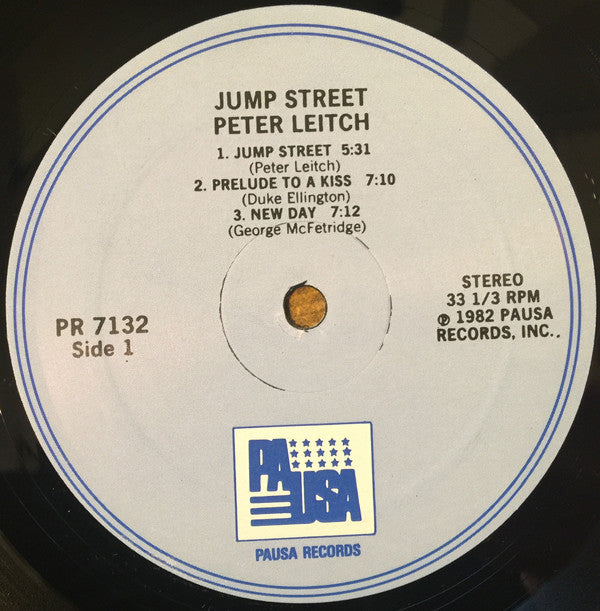 JUMP STREET
PETER LEITCH
1. JUMP STREET 5:31
(Peter Leitch)
2. PRELUDE TO A KISS 7:10
(Duke Ellington)
3. NEW DAY 7:12
(George McFetridge)
PR 7132
Side 1
STEREO
33 1/3 RPM
℗ 1982 PAUSA
RECORDS, INC..
PAUSA
PAUSA RECORDS